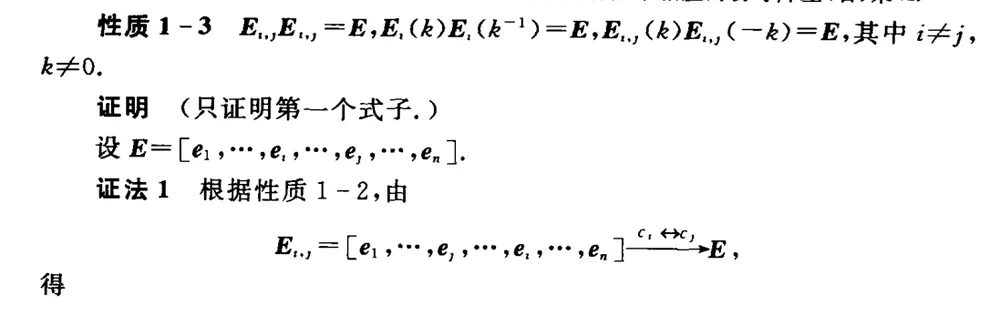 性质 1-3 E_{i,j}E_{i,j}=E,E_i(k)E_i(k^{-1})=E,E_{i,j}(k)E_{i,j}(-k)=E,其中 i≠j,
k≠0.
证明 (只证明第一个式子.)
设 E=[e_1,⋯,e_i,⋯,e_j,⋯,e_n].
证法 1 根据性质 1-2,由
E_{i,j}=[e_1,⋯,e_j,⋯,e_i,⋯,e_n] \xrightarrow{c_i↔c_j} E,
得